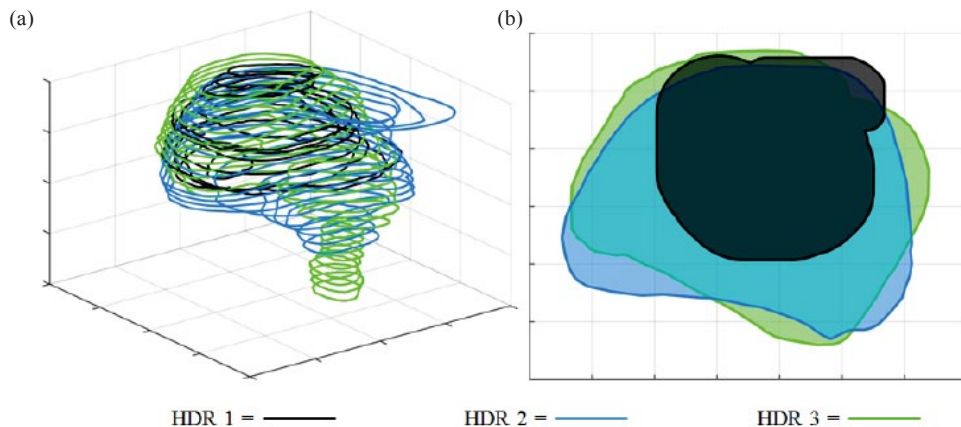 (a)
(b)
HDR 1 =
HDR 2 =
HDR 3 =